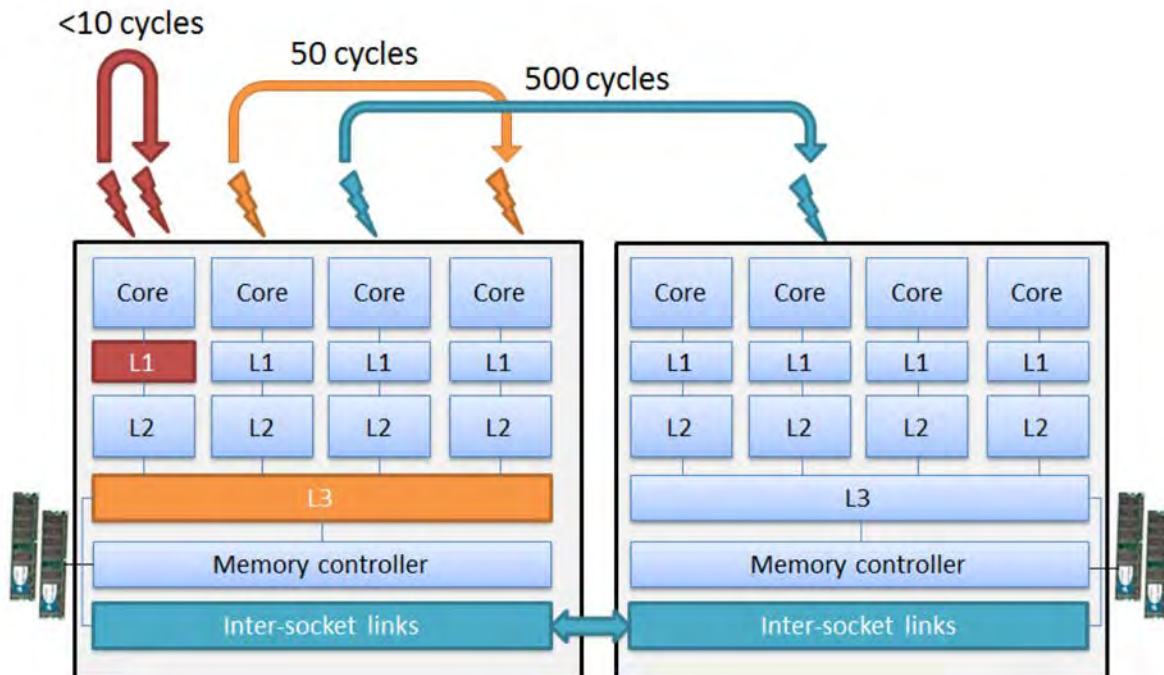 <10 cycles
50 cycles
500 cycles
Core Core Core Core Core Core Core Core
L1 L1 L1 L1 L1 L1 L1 L1
L2 L2 L2 L2 L2 L2 L2 L2
L3 L3
Memory controller Memory controller
Inter-socket links Inter-socket links